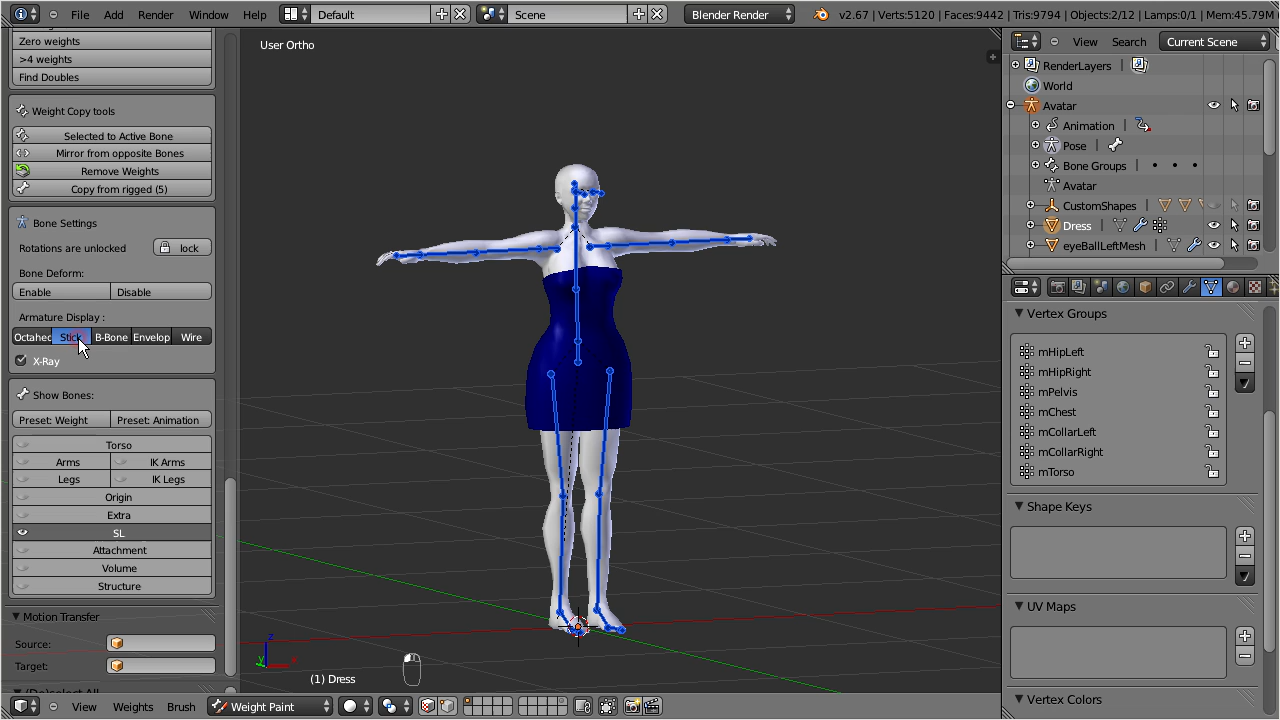 File Add Render Window Help Default Scene Blender Render v2.67 | Verts:5120 | Faces:9442 | Tris:9794 | Objects:2/12 | Lamps:0/1 | Mem:45.79M
Zero weights
>4 weights
Find Doubles
Weight Copy tools
Selected to Active Bone
Mirror from opposite Bones
Remove Weights
Copy from rigged (5)
Bone Settings
Rotations are unlocked lock
Bone Deform:
Enable Disable
Armature Display :
Octahed Stick B-Bone Envelop Wire
X-Ray
Show Bones:
Preset: Weight Preset: Animation
Torso
Arms IK Arms
Legs IK Legs
Origin
Extra
SL
Attachment
Volume
Structure
Motion Transfer
Source:
Target:
User Ortho
z
y x
(1) Dress
View Weights Brush Weight Paint
View Search Current Scene
RenderLayers |
World
Avatar
Animation |
Pose |
Bone Groups |
Avatar
CustomShapes |
Dress |
eyeBallLeftMesh |
Vertex Groups
mHipLeft
mHipRight
mPelvis
mChest
mCollarLeft
mCollarRight
mTorso
Shape Keys
UV Maps
Vertex Colors